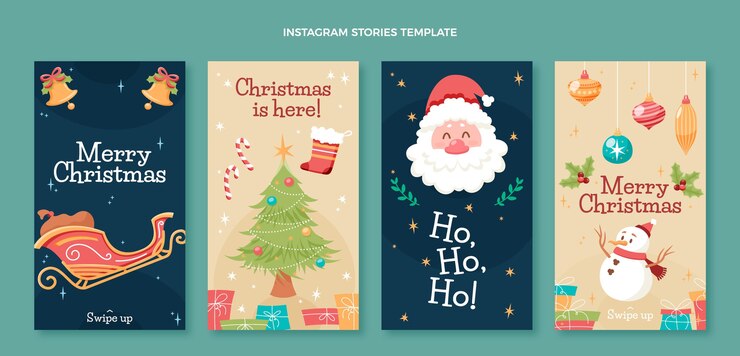 INSTAGRAM STORIES TEMPLATE
Merry
Christmas
Swipe up
Christmas
is here!
Ho,
Ho,
Ho!
Merry
Christmas
Swipe up